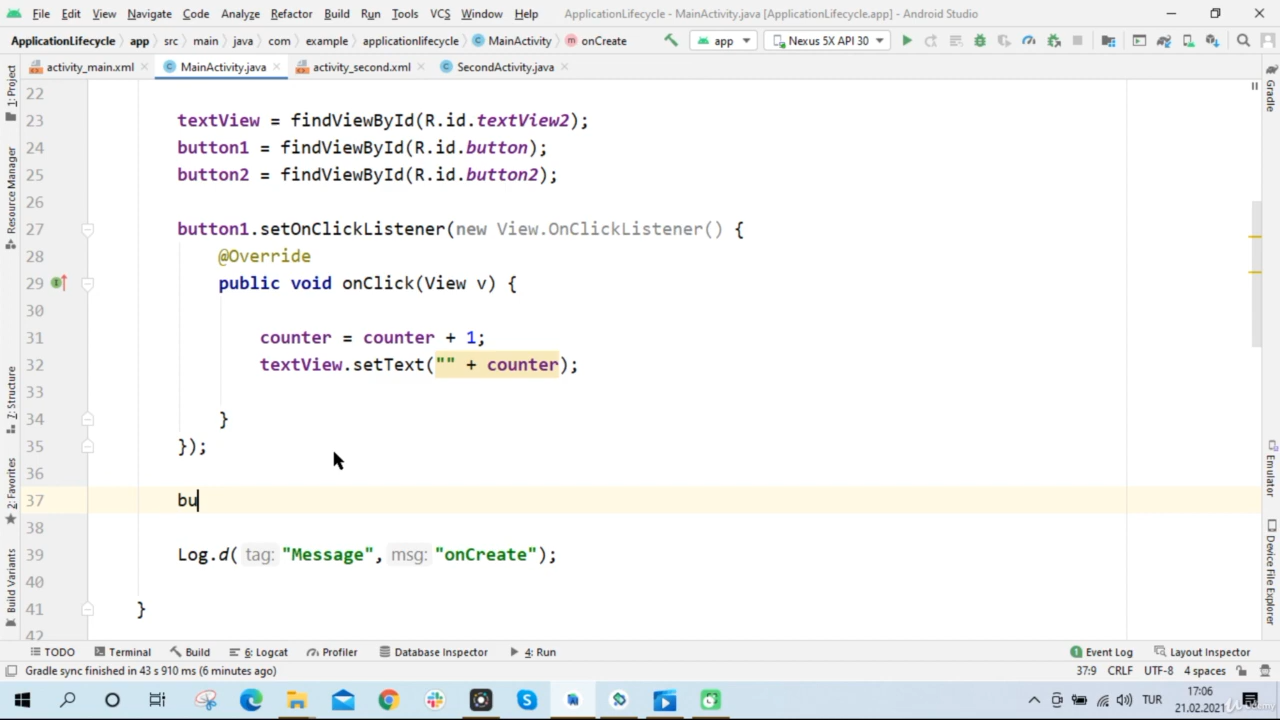 File Edit View Navigate Code Analyze Refactor Build Run Tools VCS Window Help ApplicationLifecycle - MainActivity.java [ApplicationLifecycle.app] - Android Studio
ApplicationLifecycle app src main java com example applicationlifecycle MainActivity onCreate app Nexus 5X API 30
activity_main.xml MainActivity.java activity_second.xml SecondActivity.java
1: Project
Resource Manager
7: Structure
2: Favorites
Build Variants
22
23 textView = findViewById(R.id.textView2);
24 button1 = findViewById(R.id.button);
25 button2 = findViewById(R.id.button2);
26
27 button1.setOnClickListener(new View.OnClickListener() {
28 @Override
29 public void onClick(View v) {
30
31 counter = counter + 1;
32 textView.setText("" + counter);
33
34 }
35 });
36
37 bu
38
39 Log.d( tag: "Message", msg: "onCreate");
40
41 }
42
Gradle
Emulator
Device File Explorer
TODO Terminal Build 6: Logcat Profiler Database Inspector 4: Run Event Log Layout Inspector
Gradle sync finished in 43 s 910 ms (6 minutes ago) 37:9 CRLF UTF-8 4 spaces
TUR 17:06
21.02.2021
Udemy